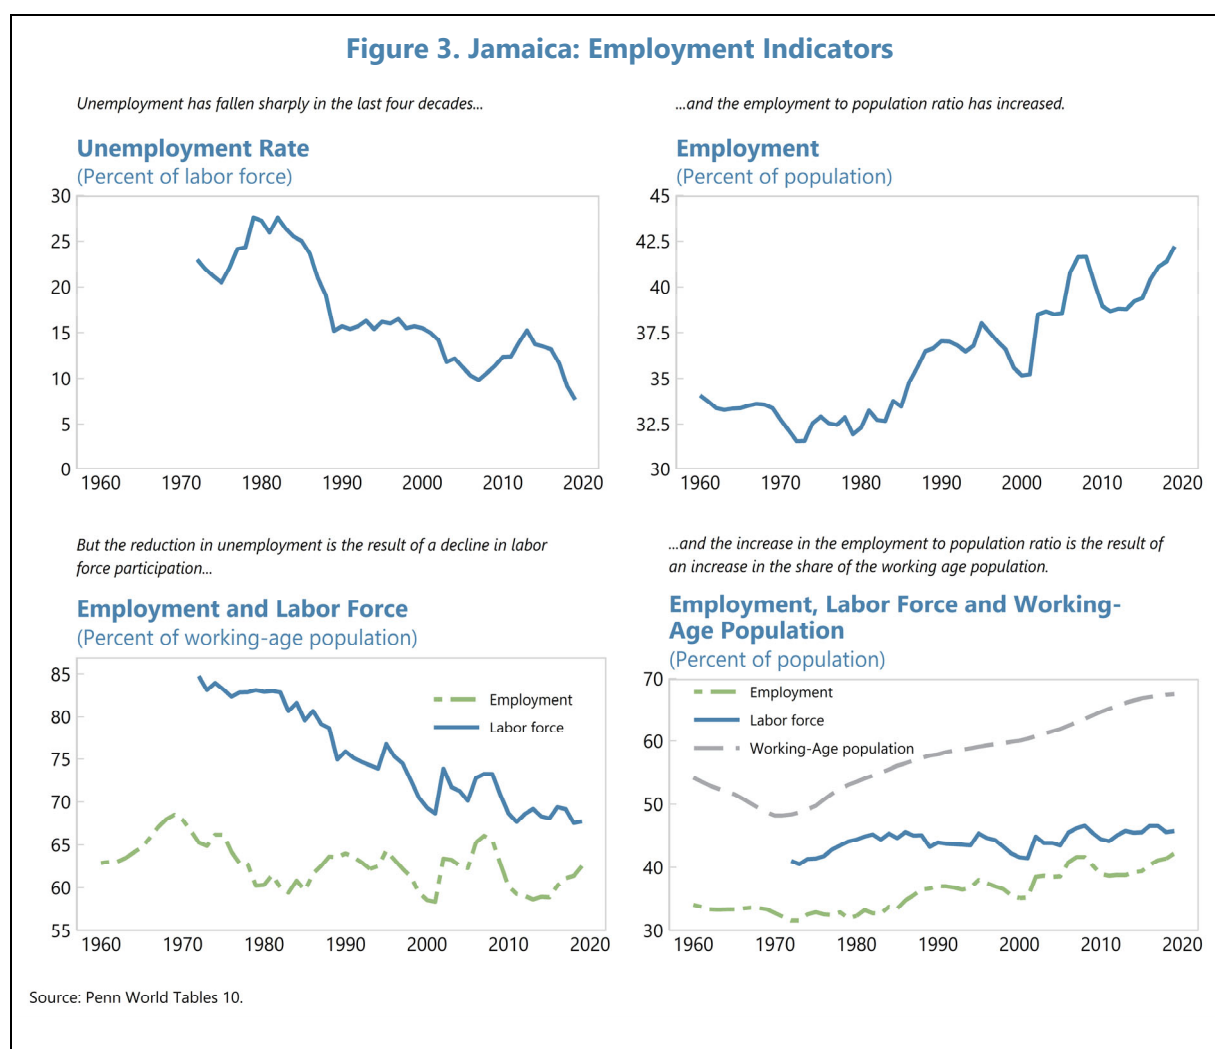 Figure 3. Jamaica: Employment Indicators
Unemployment has fallen sharply in the last four decades...
Unemployment Rate
(Percent of labor force)
30
25
20
15
10
5
0
1960 1970 1980 1990 2000 2010 2020
...and the employment to population ratio has increased.
Employment
(Percent of population)
45
42.5
40
37.5
35
32.5
30
1960 1970 1980 1990 2000 2010 2020
But the reduction in unemployment is the result of a decline in labor
force participation...
Employment and Labor Force
(Percent of working-age population)
85
80
75
70
65
60
55
Employment
Labor force
1960 1970 1980 1990 2000 2010 2020
...and the increase in the employment to population ratio is the result of
an increase in the share of the working age population.
Employment, Labor Force and Working-
Age Population
(Percent of population)
70
60
50
40
30
Employment
Labor force
Working-Age population
1960 1970 1980 1990 2000 2010 2020
Source: Penn World Tables 10.